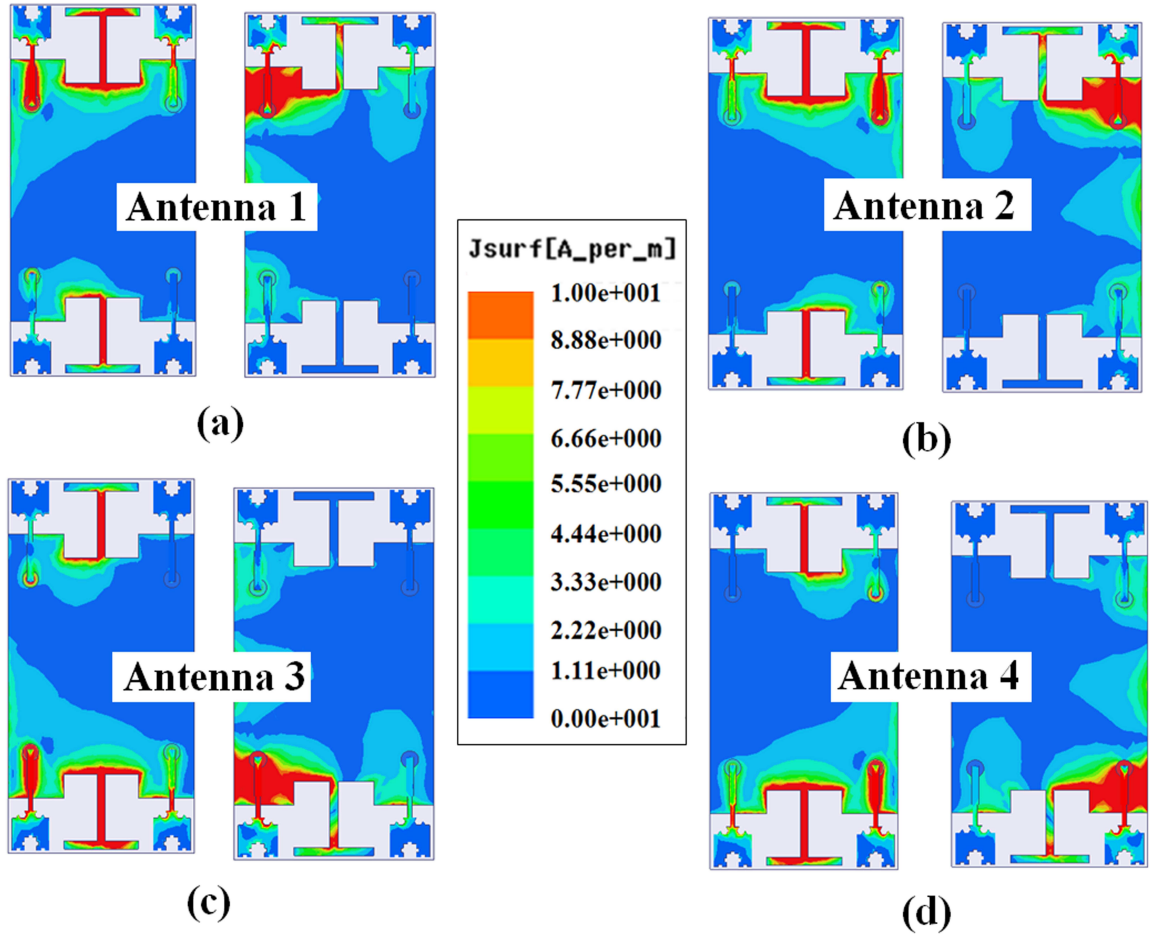 Antenna 1
(a)
Antenna 2
(b)
Jsurf[A_per_m]
1.00e+001
8.88e+000
7.77e+000
6.66e+000
5.55e+000
4.44e+000
3.33e+000
2.22e+000
1.11e+000
0.00e+001
Antenna 3
(c)
Antenna 4
(d)